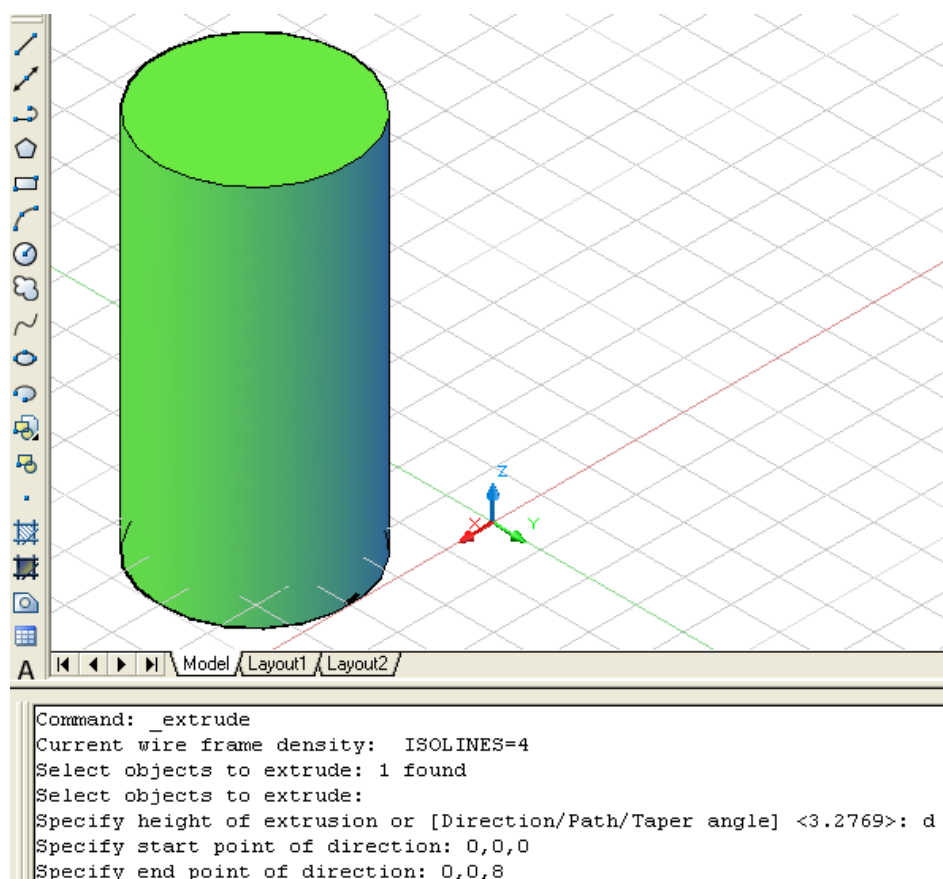 Z
X
Y
A
Model
Layout1
Layout2
Command: _extrude
Current wire frame density:  ISOLINES=4
Select objects to extrude: 1 found
Select objects to extrude:
Specify height of extrusion or [Direction/Path/Taper angle] <3.2769>: d
Specify start point of direction: 0,0,0
Specify end point of direction: 0,0,8